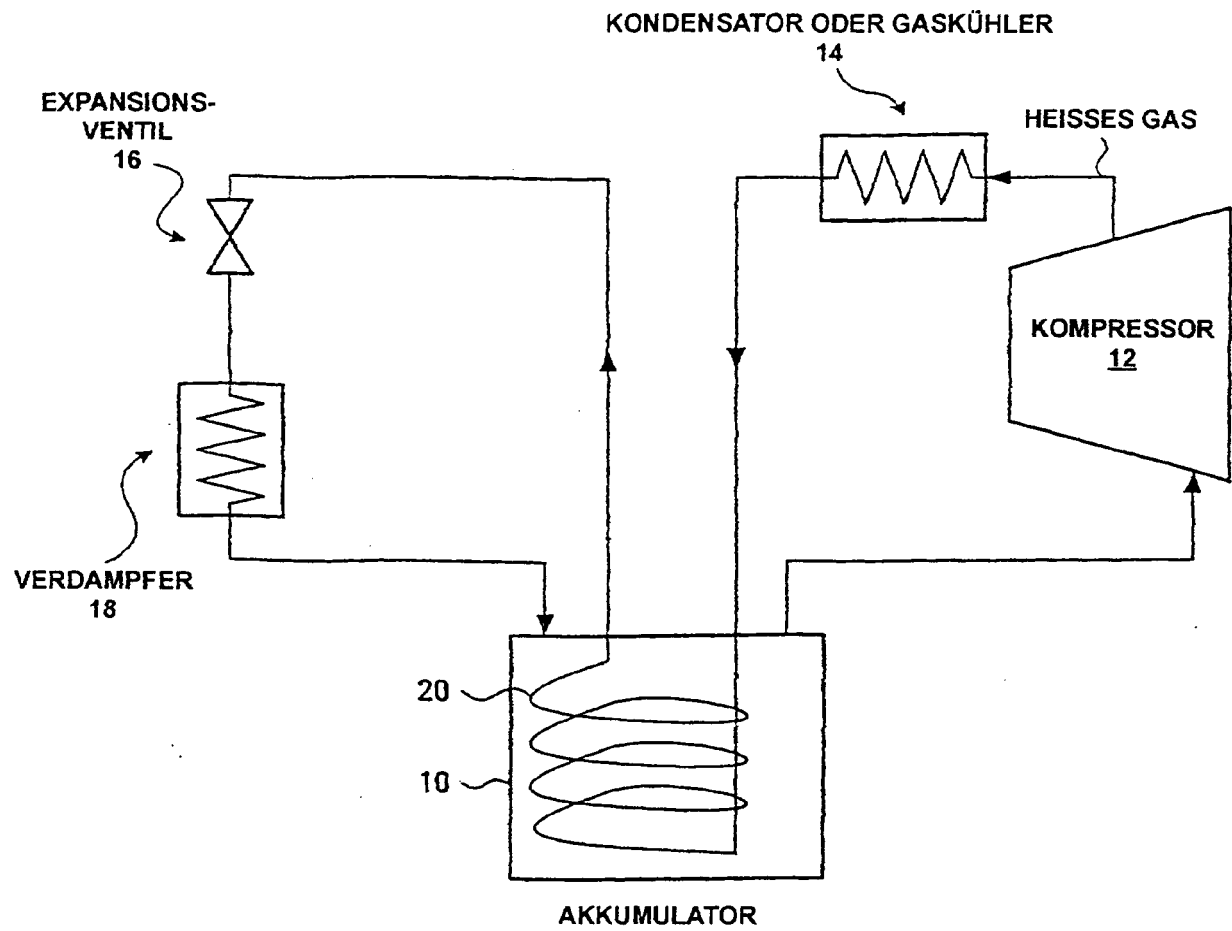 KONDENSATOR ODER GASKÜHLER
14
EXPANSIONS-
VENTIL
16
HEISSES GAS
KOMPRESSOR
12
VERDAMPFER
18
20
10
AKKUMULATOR